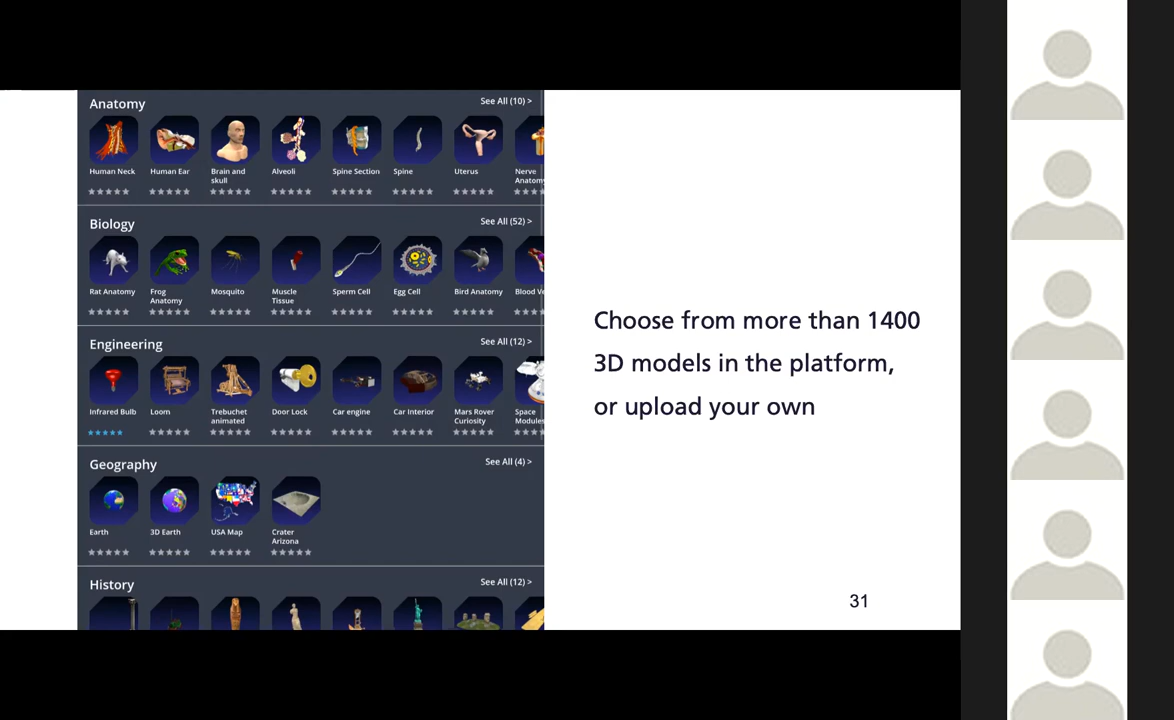 Anatomy
See All (10) >
Human Neck
Human Ear
Brain and
skull
Alveoli
Spine Section
Spine
Uterus
Nerve
Biology
See All (52) >
Rat Anatomy
Frog
Anatomy
Mosquito
Muscle
Tissue
Sperm Cell
Egg Cell
Bird Anatomy
Blood
Engineering
See All (12) >
Infrared Bulb
Loom
Trebuchet
animated
Door Lock
Car engine
Car Interior
Mars Rover
Curiosity
Space
Modules
Geography
See All (4) >
Earth
3D Earth
USA Map
Crater
Arizona
History
See All (12) >
Choose from more than 1400
3D models in the platform,
or upload your own
31